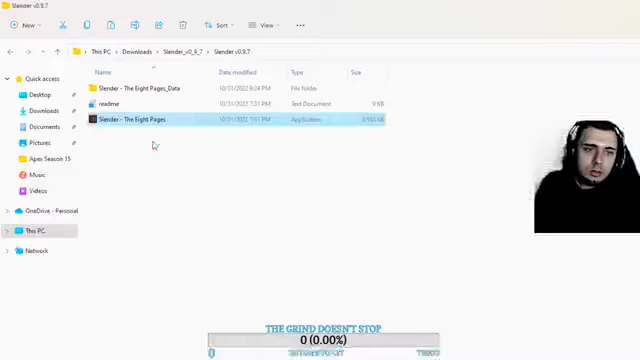 Slender v0.9.7
New
Sort
View
This PC > Downloads > Slender_v0_9_7 > Slender v0.9.7
Name Date modified Type Size
Quick access
Desktop
Downloads
Documents
Pictures
Apex Season 15
Music
Videos
OneDrive - Personal
This PC
Network
Slender - The Eight Pages_Data 10/31/2022 9:24 PM File folder
readme 10/31/2022 7:31 PM Text Document 9 KB
Slender - The Eight Pages 10/31/2022 7:31 PM Application
THE GRIND DOESN'T STOP
0 (0.00%)
0